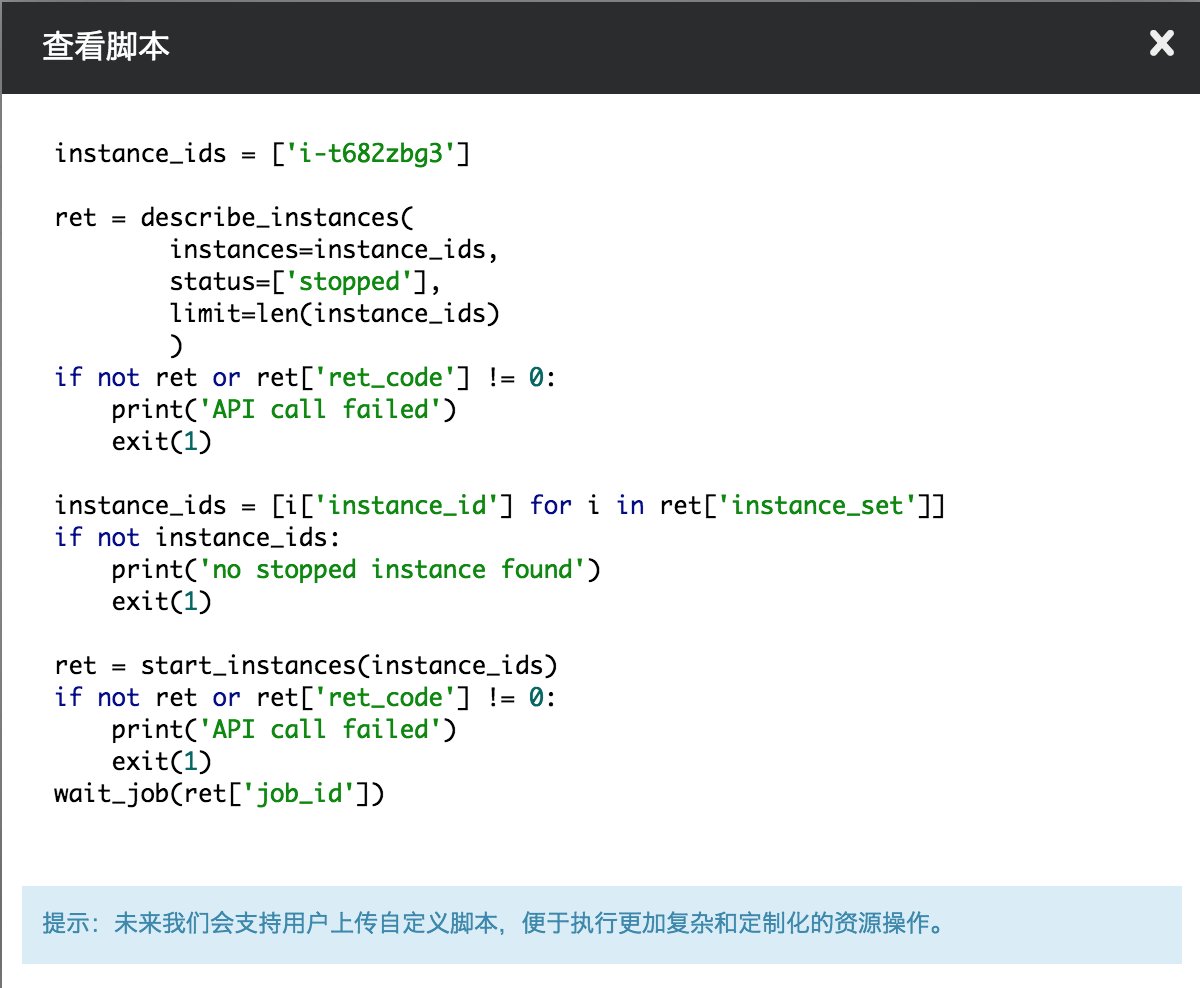 查看脚本
instance_ids = ['i-t682zbg3']
ret = describe_instances(
        instances=instance_ids,
        status=['stopped'],
        limit=len(instance_ids)
        )
if not ret or ret['ret_code'] != 0:
    print('API call failed')
    exit(1)
instance_ids = [i['instance_id'] for i in ret['instance_set']]
if not instance_ids:
    print('no stopped instance found')
    exit(1)
ret = start_instances(instance_ids)
if not ret or ret['ret_code'] != 0:
    print('API call failed')
    exit(1)
wait_job(ret['job_id'])
提示：未来我们会支持用户上传自定义脚本，便于执行更加复杂和定制化的资源操作。